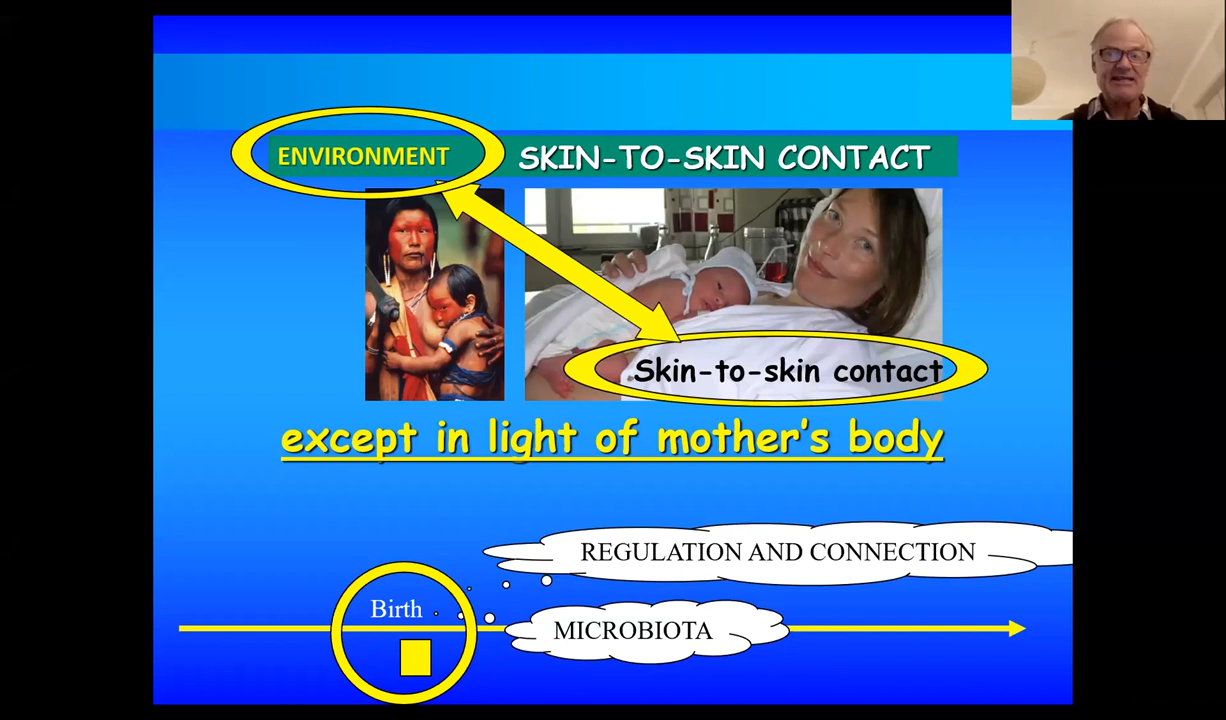 ENVIRONMENT
SKIN-TO-SKIN CONTACT
Skin-to-skin contact
except in light of mother's body
REGULATION AND CONNECTION
Birth
MICROBIOTA